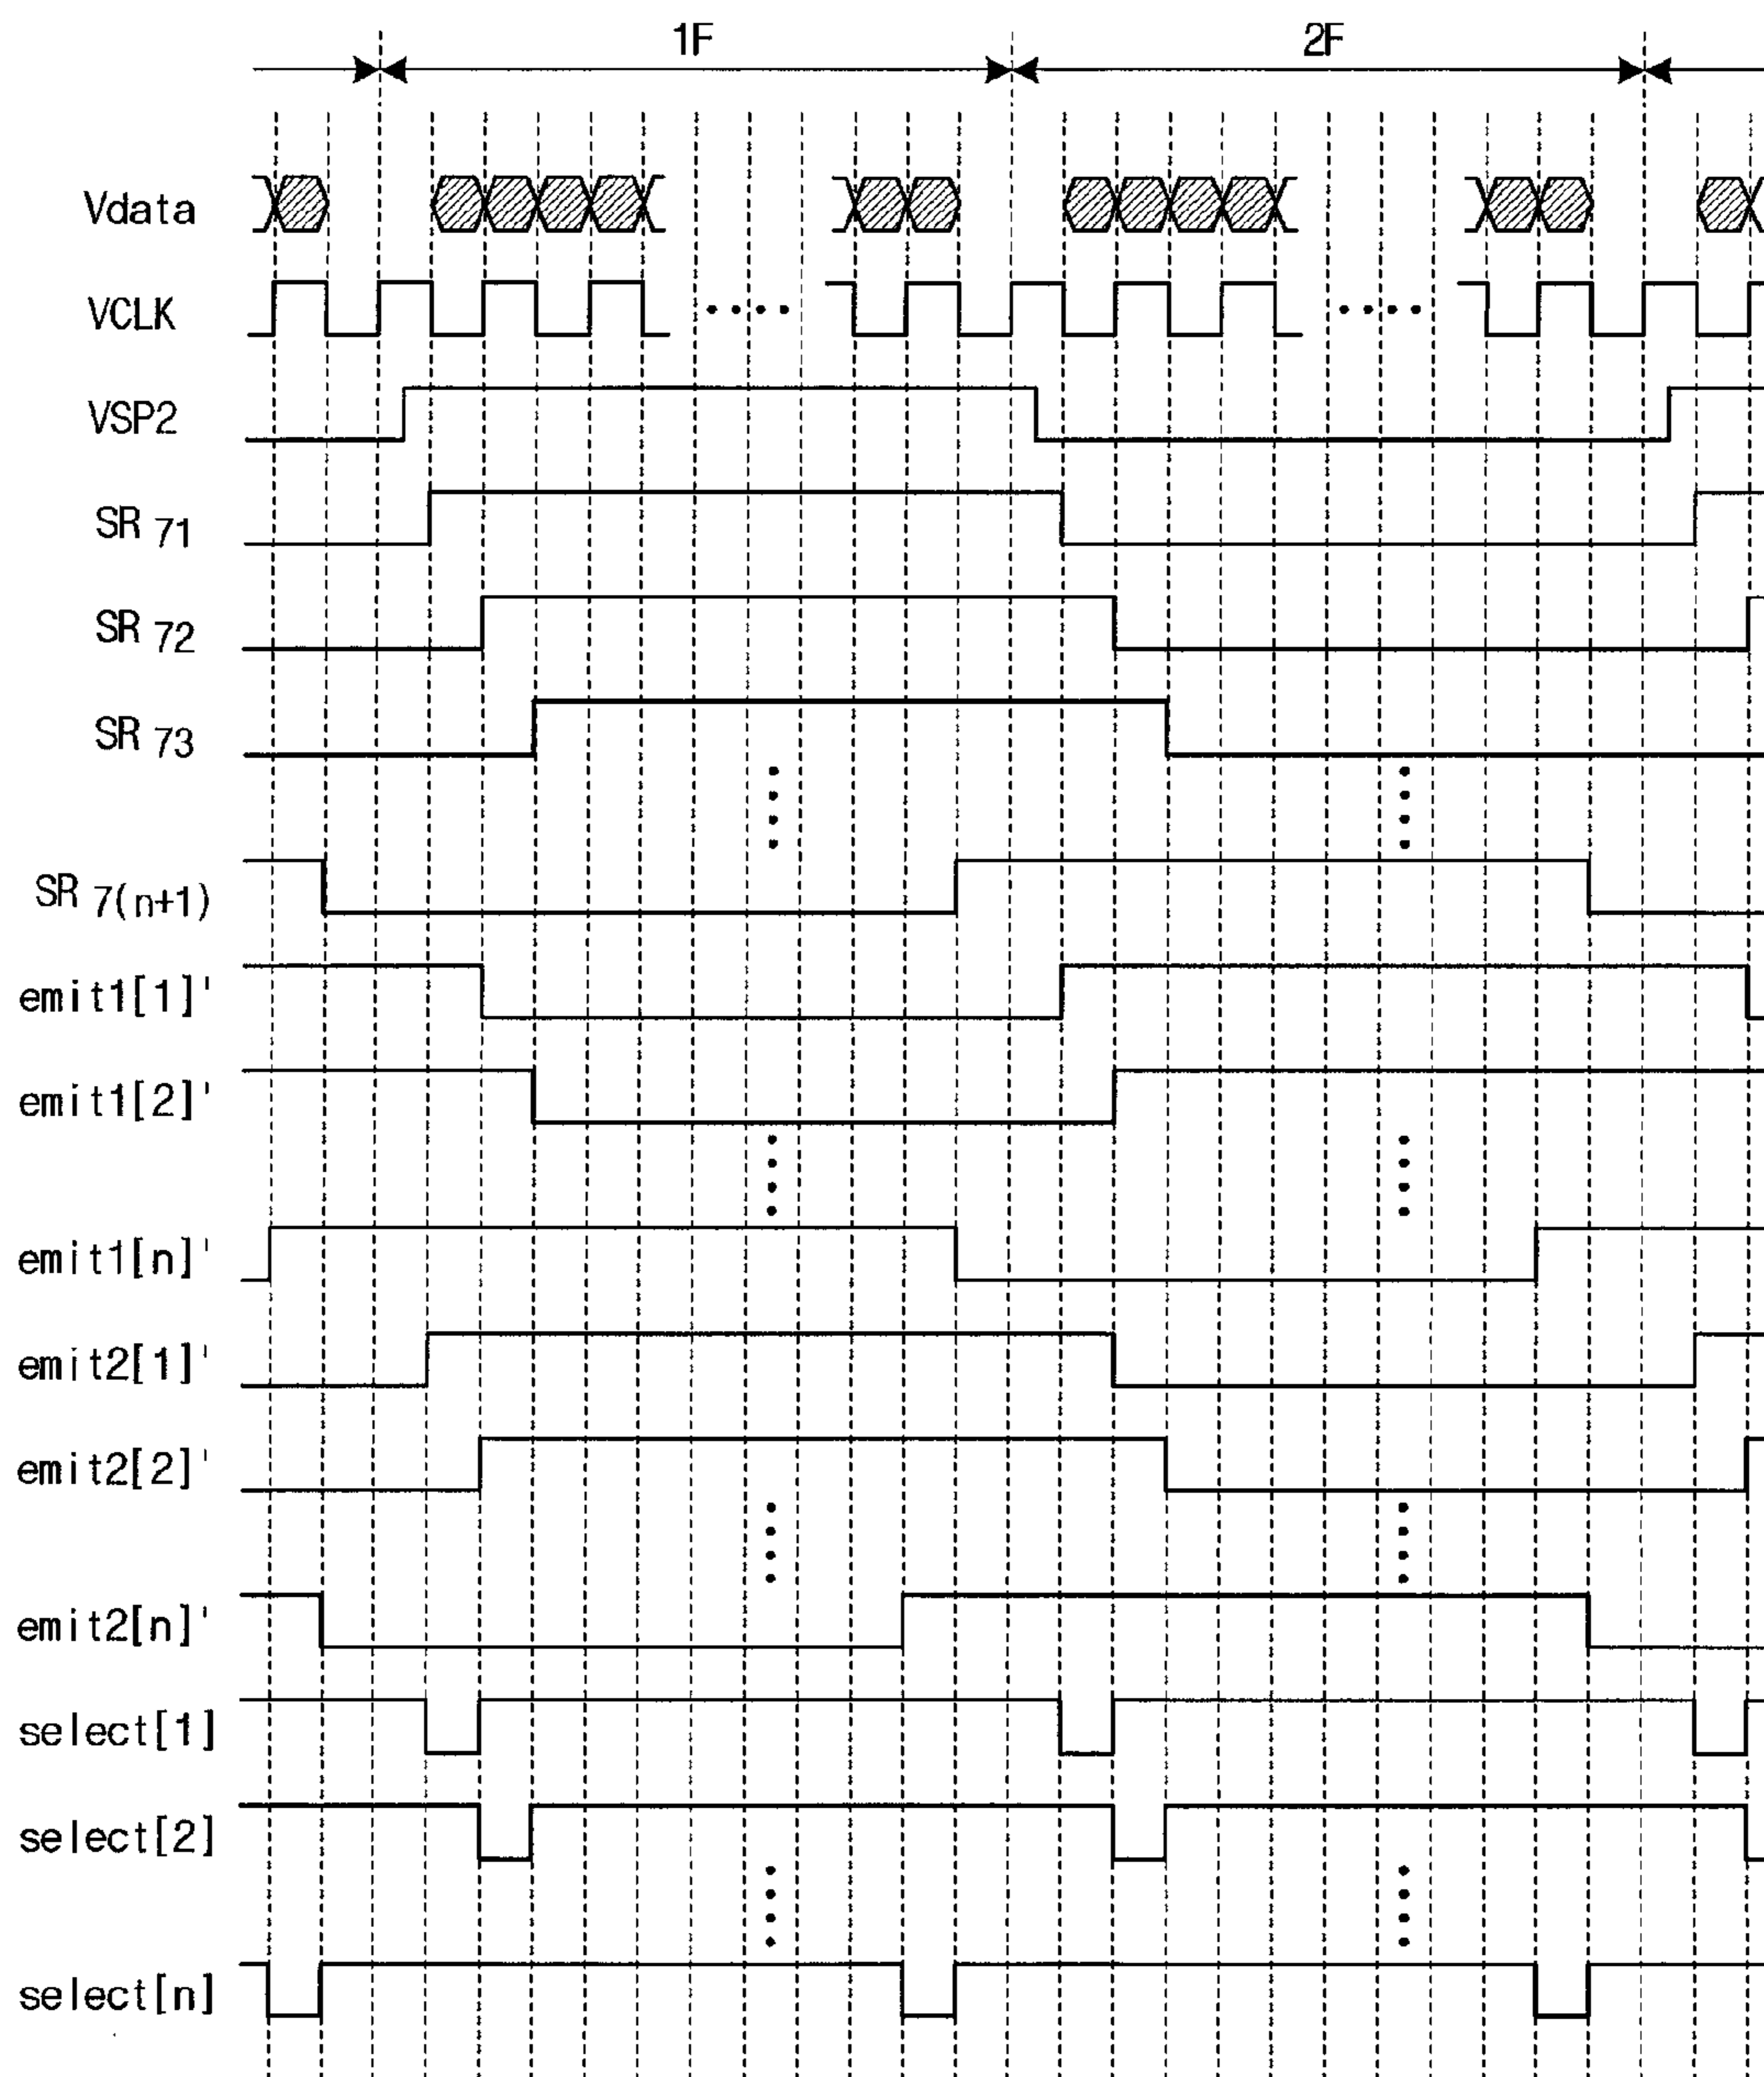 1F 2F
Vdata
VCLK
VSP2
SR 71
SR 72
SR 73
SR 7(n+1)
emit1[1]'
emit1[2]'
emit1[n]'
emit2[1]'
emit2[2]'
emit2[n]'
select[1]
select[2]
select[n]